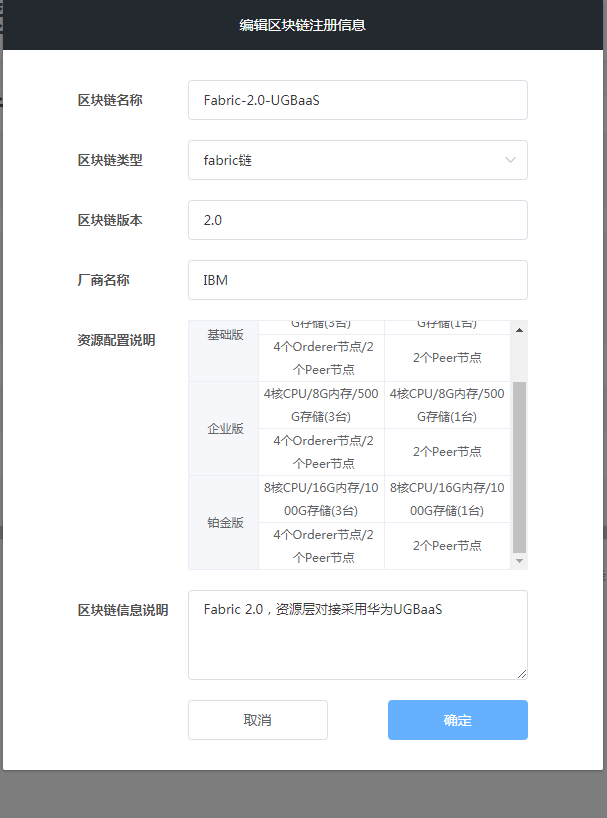 编辑区块链注册信息
区块链名称
Fabric-2.0-UGBaaS
区块链类型
fabric链
区块链版本
2.0
厂商名称
IBM
资源配置说明
基础版
G存储(3台)
G存储(1台)
4个Orderer节点/2
个Peer节点
2个Peer节点
企业版
4核CPU/8G内存/500
G存储(3台)
4核CPU/8G内存/500
G存储(1台)
4个Orderer节点/2
个Peer节点
2个Peer节点
铂金版
8核CPU/16G内存/10
00G存储(3台)
8核CPU/16G内存/10
00G存储(1台)
4个Orderer节点/2
个Peer节点
2个Peer节点
区块链信息说明
Fabric 2.0，资源层对接采用华为UGBaaS
取消
确定